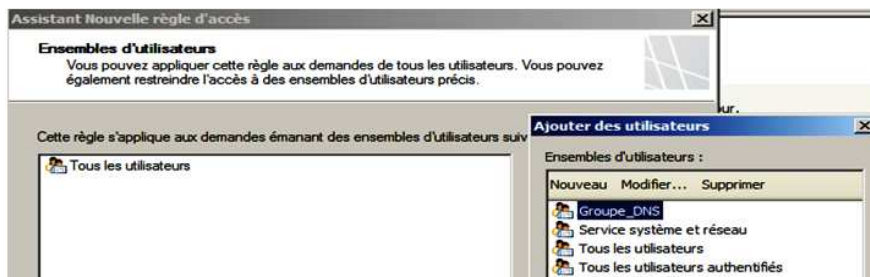 Assistant Nouvelle règle d'accès
Ensembles d'utilisateurs
Vous pouvez appliquer cette règle aux demandes de tous les utilisateurs. Vous pouvez
également restreindre l'accès à des ensembles d'utilisateurs précis.
Cette règle s'applique aux demandes émanant des ensembles d'utilisateurs suiv
Tous les utilisateurs
ur.
Ajouter des utilisateurs
Ensembles d'utilisateurs :
Nouveau Modifier... Supprimer
Groupe_DNS
Service système et réseau
Tous les utilisateurs
Tous les utilisateurs authentifiés